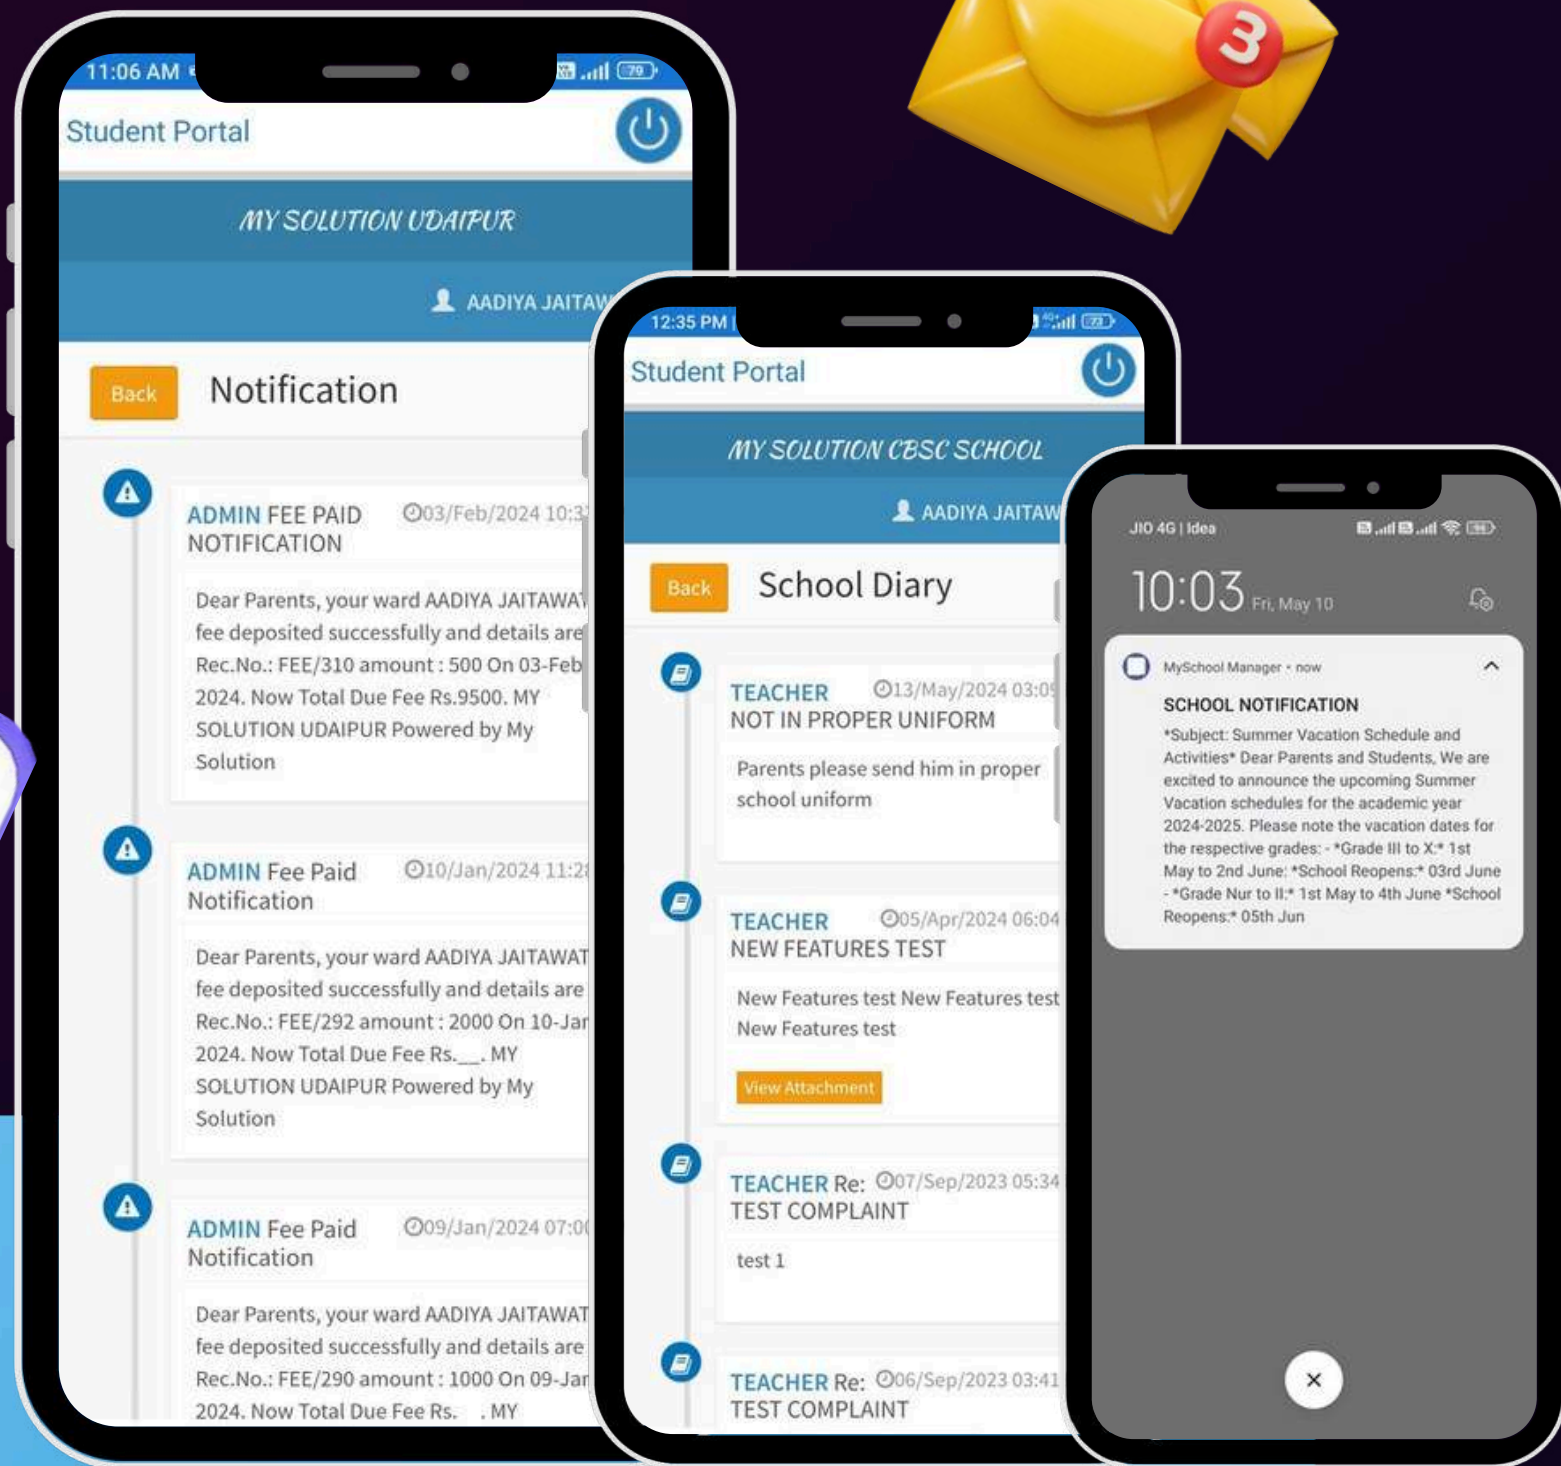 3
11:06 AM
79
Student Portal
MY SOLUTION UDAIPUR
AADIYA JAITAW
Back
Notification
ADMIN FEE PAID
03/Feb/2024 10:3
NOTIFICATION
Dear Parents, your ward AADIYA JAITAWAT
fee deposited successfully and details are
Rec.No.: FEE/310 amount : 500 On 03-Feb
2024. Now Total Due Fee Rs.9500. MY
SOLUTION UDAIPUR Powered by My
Solution
ADMIN Fee Paid
10/Jan/2024 11:28
Notification
Dear Parents, your ward AADIYA JAITAWAT
fee deposited successfully and details are
Rec.No.: FEE/292 amount : 2000 On 10-Jan
2024. Now Total Due Fee Rs.__. MY
SOLUTION UDAIPUR Powered by My
Solution
ADMIN Fee Paid
09/Jan/2024 07:00
Notification
Dear Parents, your ward AADIYA JAITAWAT
fee deposited successfully and details are
Rec.No.: FEE/290 amount : 1000 On 09-Jan
2024. Now Total Due Fee Rs.__. MY
12:35 PM |
Student Portal
MY SOLUTION CBSC SCHOOL
AADIYA JAITAW
Back
School Diary
TEACHER
13/May/2024 03:05
NOT IN PROPER UNIFORM
Parents please send him in proper
school uniform
TEACHER
05/Apr/2024 06:04
NEW FEATURES TEST
New Features test New Features test
New Features test
View Attachment
TEACHER Re:
07/Sep/2023 05:34
TEST COMPLAINT
test 1
TEACHER Re:
06/Sep/2023 03:41
TEST COMPLAINT
JIO 4G | Idea
10:03 Fri, May 10
MySchool Manager • now
SCHOOL NOTIFICATION
*Subject: Summer Vacation Schedule and
Activities* Dear Parents and Students, We are
excited to announce the upcoming Summer
Vacation schedules for the academic year
2024-2025. Please note the vacation dates for
the respective grades: - *Grade III to X:* 1st
May to 2nd June: *School Reopens:* 03rd June
- *Grade Nur to II:* 1st May to 4th June *School
Reopens:* 05th Jun